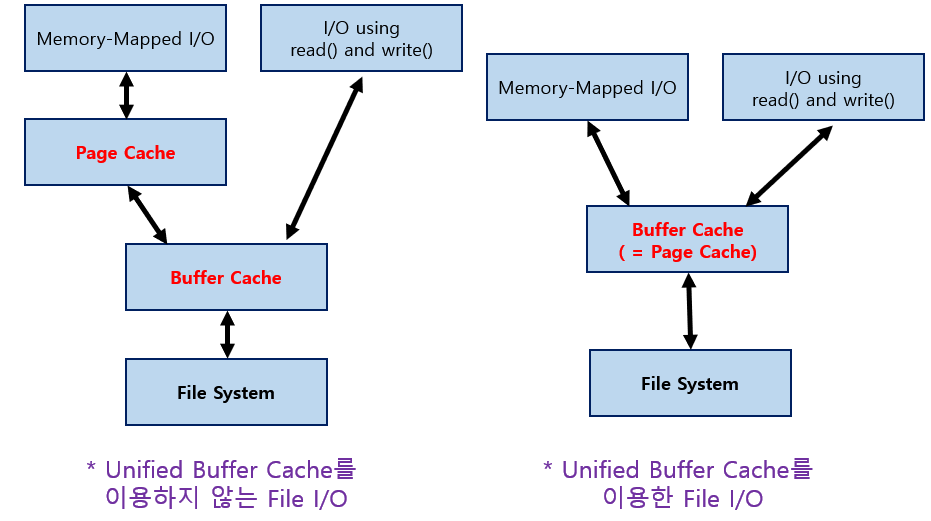 Memory-Mapped I/O
I/O using
read() and write()
Page Cache
Buffer Cache
File System
* Unified Buffer Cache를
이용하지 않는 File I/O
Memory-Mapped I/O
I/O using
read() and write()
Buffer Cache
( = Page Cache)
File System
* Unified Buffer Cache를
이용한 File I/O